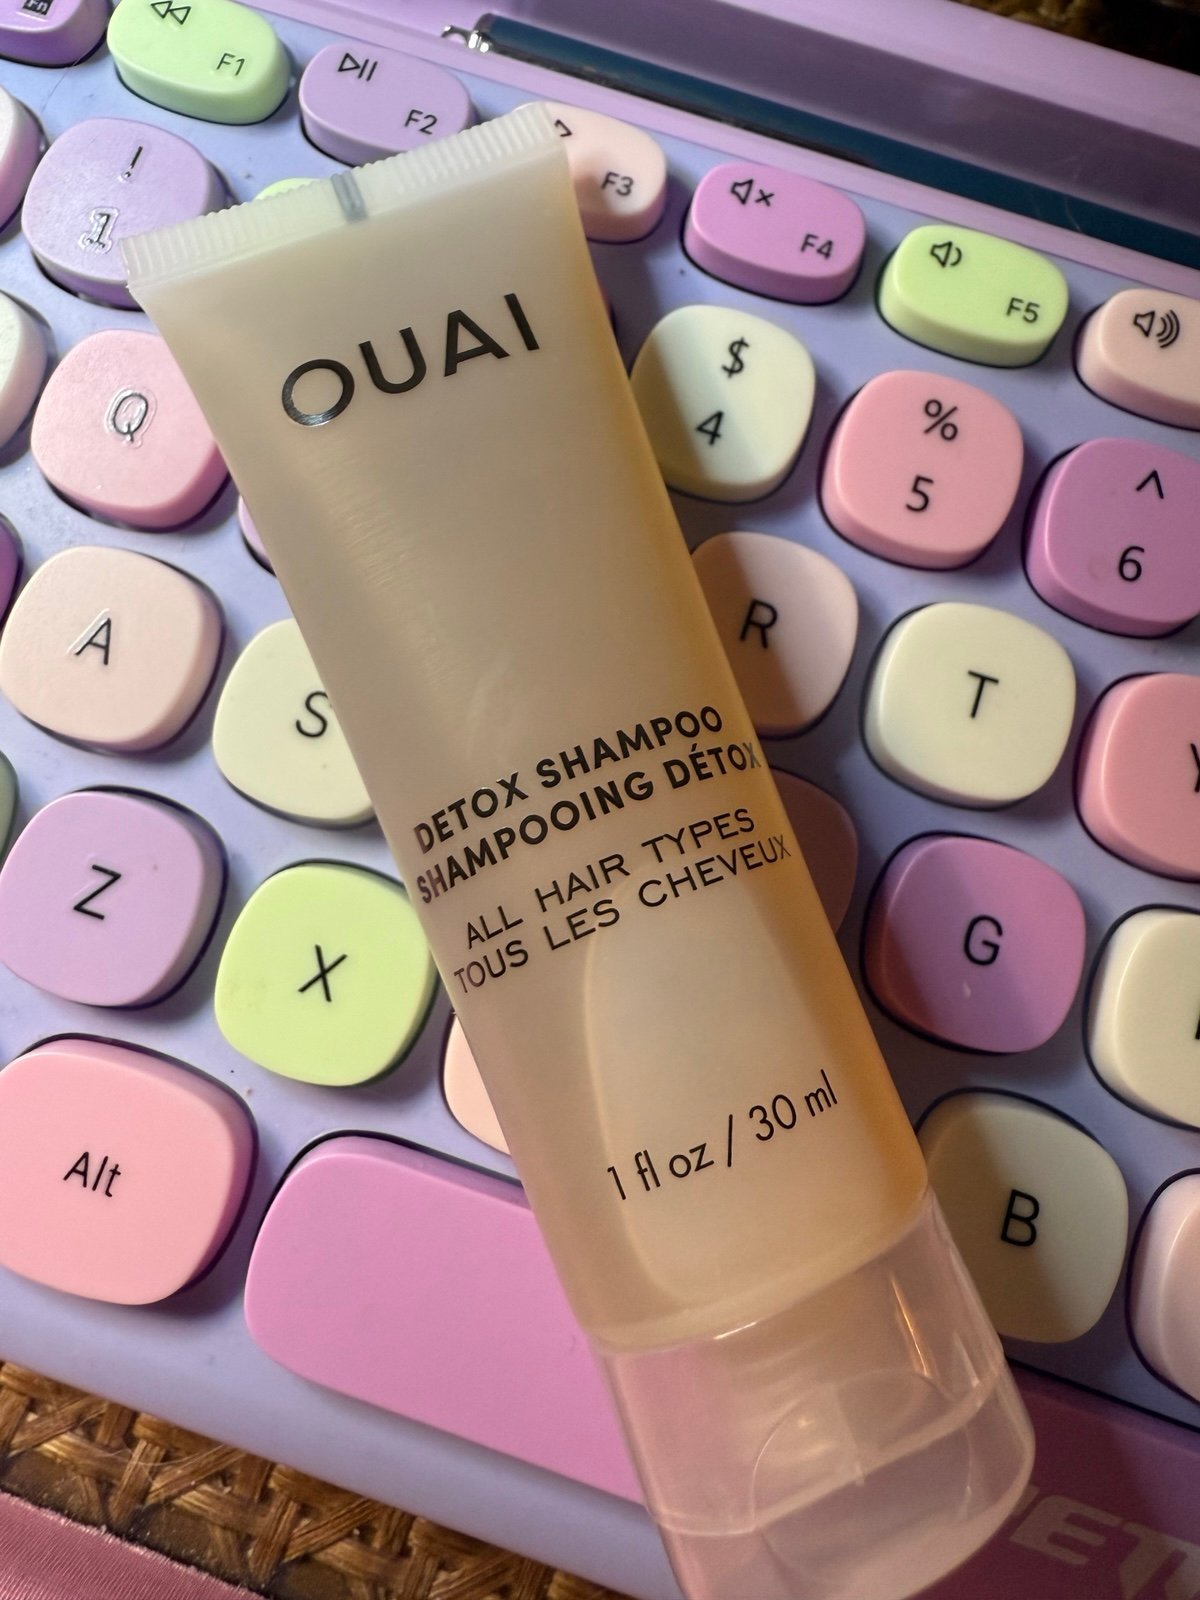 Fn
F1
F2
F3
F4
F5
!
1
$
4
%
5
^
6
Q
R
T
A
S
G
Z
X
B
Alt
OUAI
DETOX SHAMPOO
SHAMPOOING DÉTOX
ALL HAIR TYPES
TOUS LES CHEVEUX
1 fl oz / 30 ml